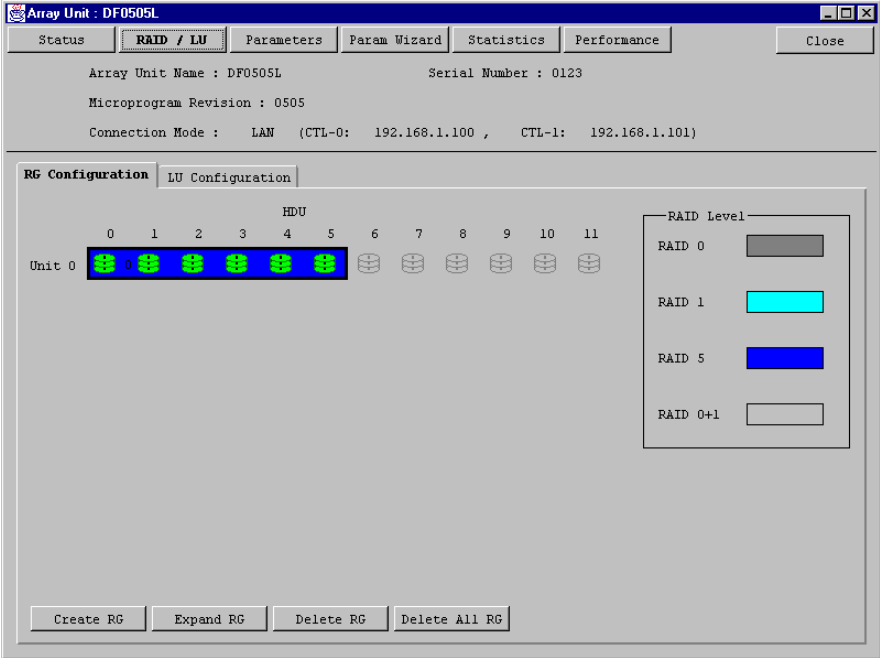 Array Unit : DF0505L
Status RAID / LU Parameters Param Wizard Statistics Performance Close
Array Unit Name : DF0505L Serial Number : 0123
Microprogram Revision : 0505
Connection Mode : LAN (CTL-0: 192.168.1.100 , CTL-1: 192.168.1.101)
RG Configuration LU Configuration
HDU
0 1 2 3 4 5 6 7 8 9 10 11
Unit 0 0
RAID Level
RAID 0
RAID 1
RAID 5
RAID 0+1
Create RG Expand RG Delete RG Delete All RG